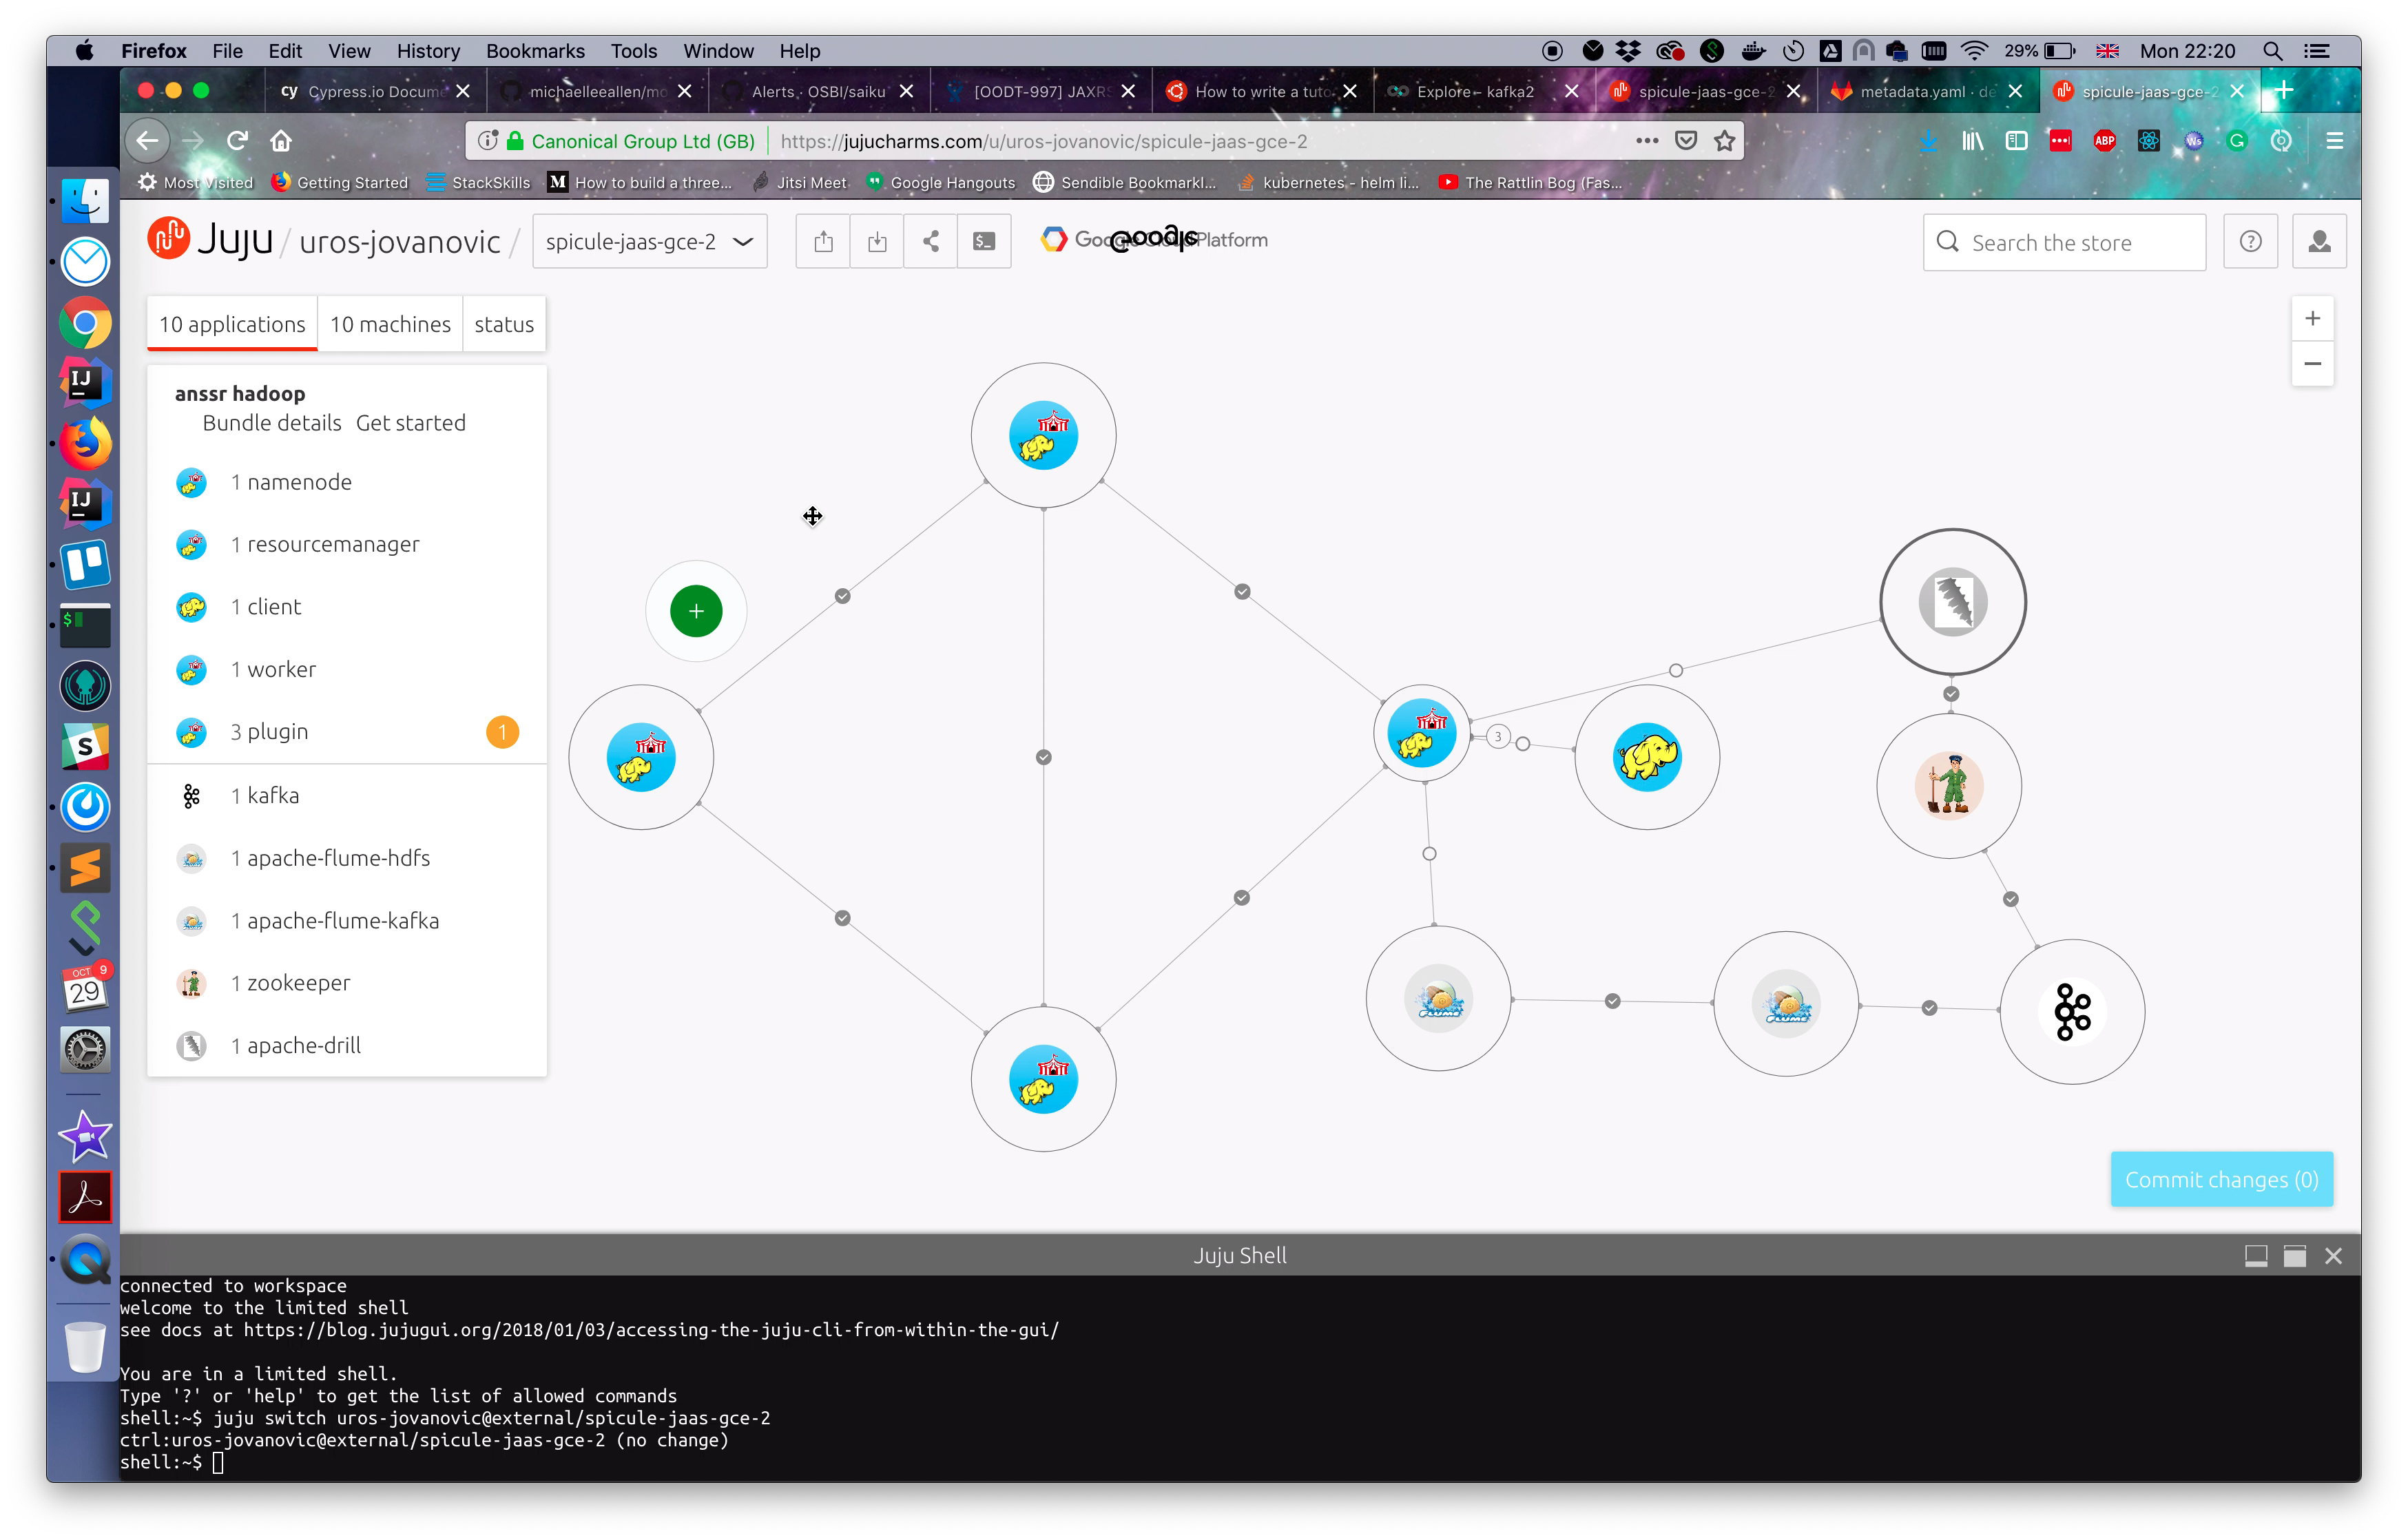 Firefox File Edit View History Bookmarks Tools Window Help 29% Mon 22:20
cy Cypress.io Docume michaelleeallen/mo Alerts · OSBI/saiku [OODT-997] JAXRS How to write a tuto Explore – kafka2 spicule-jaas-gce-2 metadata.yaml · de spicule-jaas-gce-2
Canonical Group Ltd (GB) https://jujucharms.com/u/uros-jovanovic/spicule-jaas-gce-2 ABP
Most Visited Getting Started StackSkills M How to build a three... Jitsi Meet Google Hangouts Sendible Bookmarkl... kubernetes - helm li... The Rattlin Bog (Fas...
Juju / uros-jovanovic / spicule-jaas-gce-2 $_ Platform Search the store ?
10 applications 10 machines status
anssr hadoop
Bundle details Get started
1 namenode
1 resourcemanager
1 client
1 worker
3 plugin 1
1 kafka
1 apache-flume-hdfs
1 apache-flume-kafka
1 zookeeper
1 apache-drill
3
Commit changes (0)
IJ
IJ
$
S
OCT 9
29
Juju Shell
connected to workspace
welcome to the limited shell
see docs at https://blog.jujugui.org/2018/01/03/accessing-the-juju-cli-from-within-the-gui/
You are in a limited shell.
Type '?' or 'help' to get the list of allowed commands
shell:~$ juju switch uros-jovanovic@external/spicule-jaas-gce-2
ctrl:uros-jovanovic@external/spicule-jaas-gce-2 (no change)
shell:~$